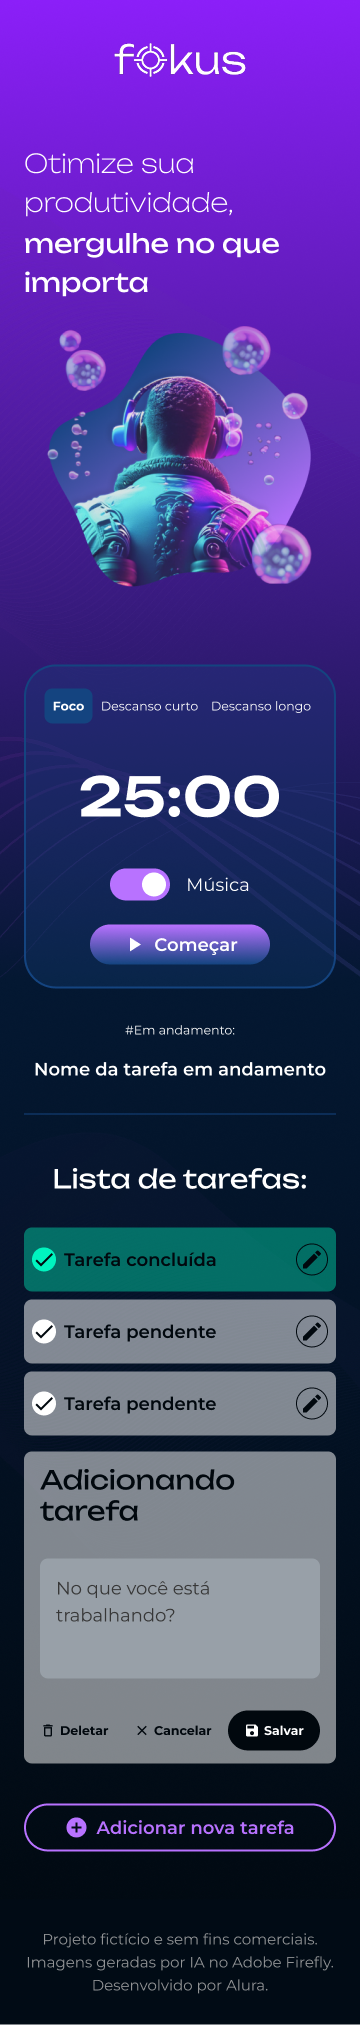 fokus
Otimize sua
produtividade,
mergulhe no que
importa
Foco Descanso curto Descanso longo
25:00
Música
Começar
#Em andamento:
Nome da tarefa em andamento
Lista de tarefas:
Tarefa concluída
Tarefa pendente
Tarefa pendente
Adicionando
tarefa
No que você está
trabalhando?
Deletar Cancelar Salvar
Adicionar nova tarefa
Projeto fictício e sem fins comerciais.
Imagens geradas por IA no Adobe Firefly.
Desenvolvido por Alura.